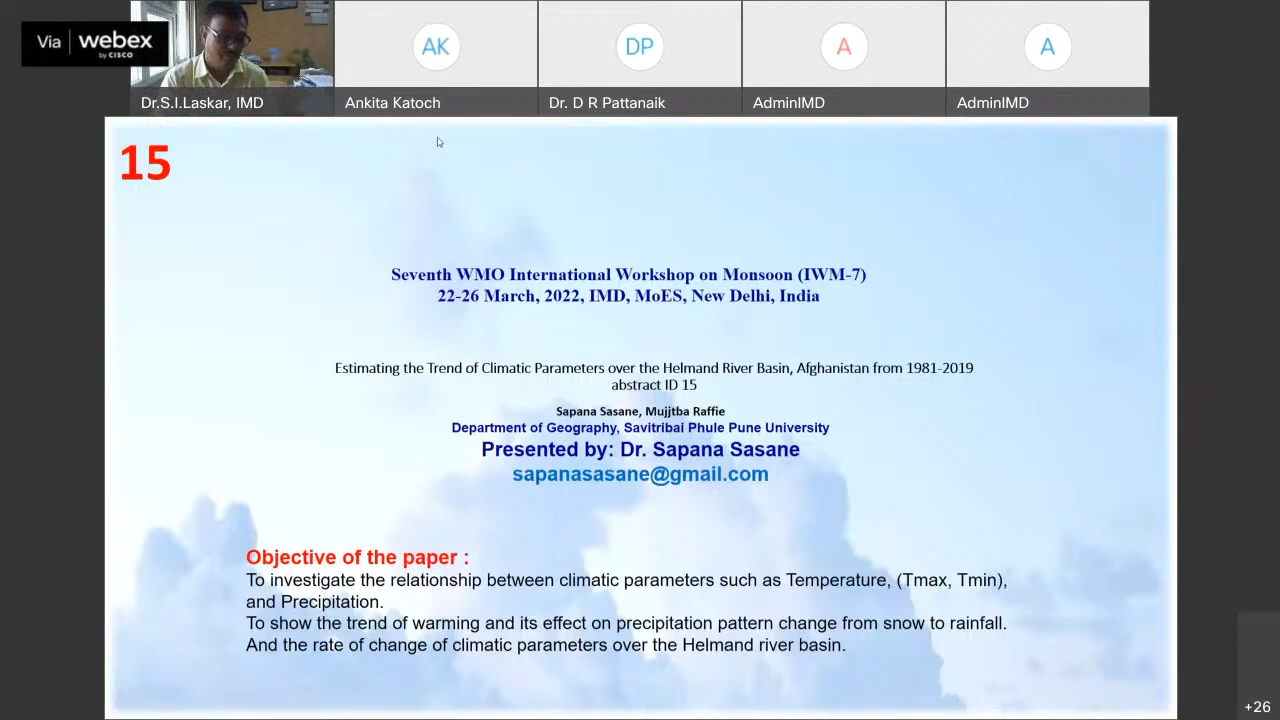 Via webex
by CISCO
AK
DP
A
A
Dr.S.I.Laskar, IMD
Ankita Katoch
Dr. D R Pattanaik
AdminIMD
AdminIMD
15
Seventh WMO International Workshop on Monsoon (IWM-7)
22-26 March, 2022, IMD, MoES, New Delhi, India
Estimating the Trend of Climatic Parameters over the Helmand River Basin, Afghanistan from 1981-2019
abstract ID 15
Sapana Sasane, Mujjtba Raffie
Department of Geography, Savitribai Phule Pune University
Presented by: Dr. Sapana Sasane
sapanasasane@gmail.com
Objective of the paper :
To investigate the relationship between climatic parameters such as Temperature, (Tmax, Tmin),
and Precipitation.
To show the trend of warming and its effect on precipitation pattern change from snow to rainfall.
And the rate of change of climatic parameters over the Helmand river basin.
+26